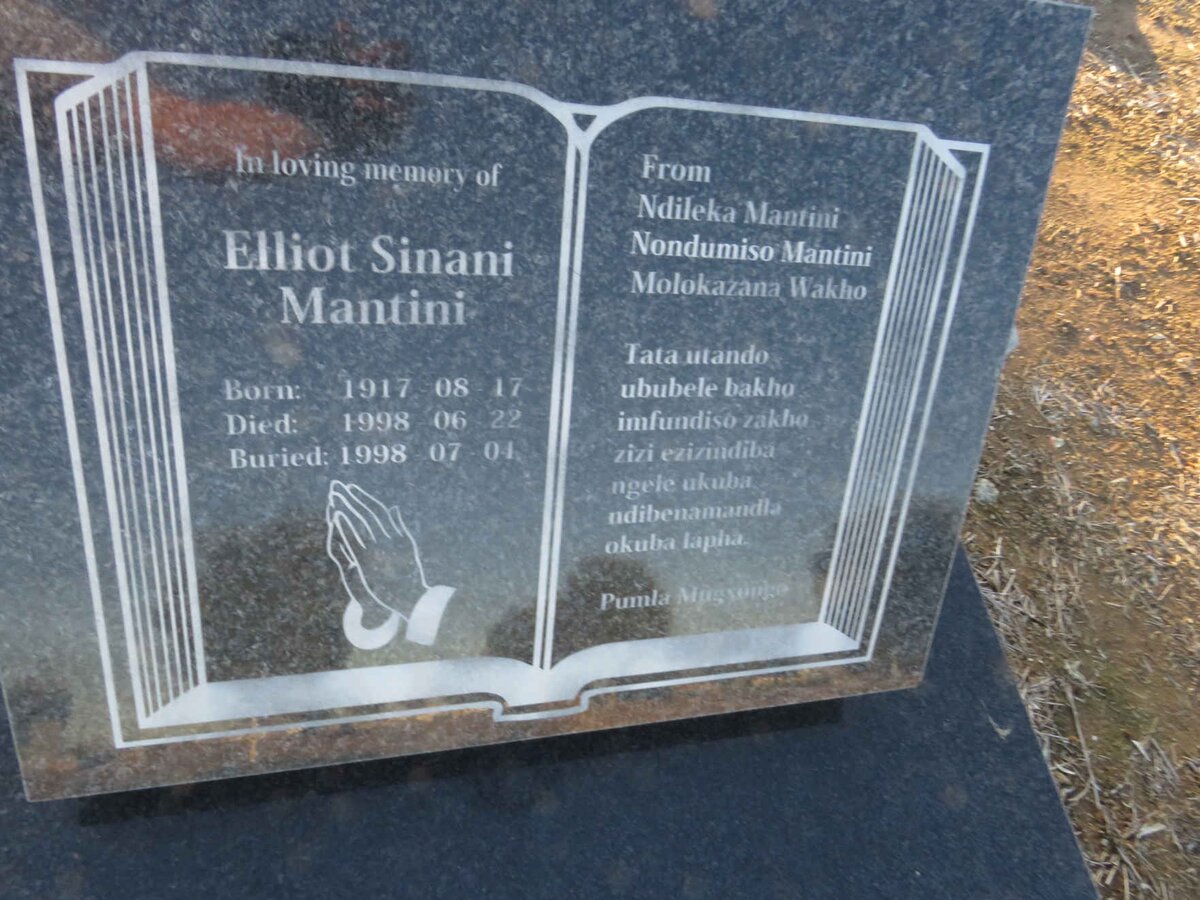 In loving memory of
Elliot Sinani
Mantini
Born: 1917 08 17
Died: 1998 06 22
Buried: 1998 07 04
From
Ndileka Mantini
Nondumiso Mantini
Molokazana Wakho
Tata utando
ububele bakho
imfundiso zakho
zizi ezizindiba
ngele ukuba
ndibenamandla
okuba lapha.
Pumla Mngxongo